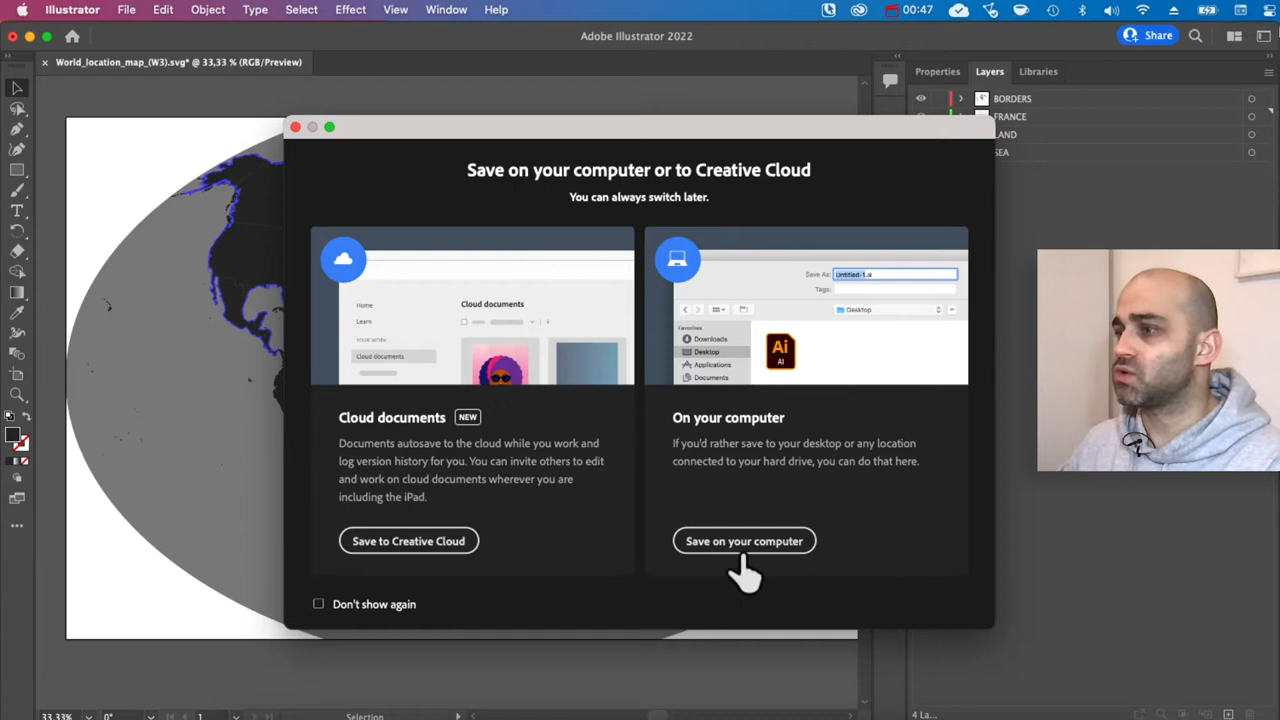 Illustrator File Edit Object Type Select Effect View Window Help 00:47
Adobe Illustrator 2022
Share
× World_location_map_(W3).svg* @ 33,33 % (RGB/Preview)
Properties Layers Libraries
BORDERS
FRANCE
LAND
SEA
Save on your computer or to Creative Cloud
You can always switch later.
Home
Learn
YOUR WORK
Cloud documents
Cloud documents
Save As: Untitled-1.ai
Tags:
Desktop
Favorites
Downloads
Desktop
Applications
Documents
Ai
AI
Cloud documents NEW
Documents autosave to the cloud while you work and
log version history for you. You can invite others to edit
and work on cloud documents wherever you are
including the iPad.
Save to Creative Cloud
On your computer
If you'd rather save to your desktop or any location
connected to your hard drive, you can do that here.
Save on your computer
Don't show again
33.33% 0° 1 Selection
4 La...